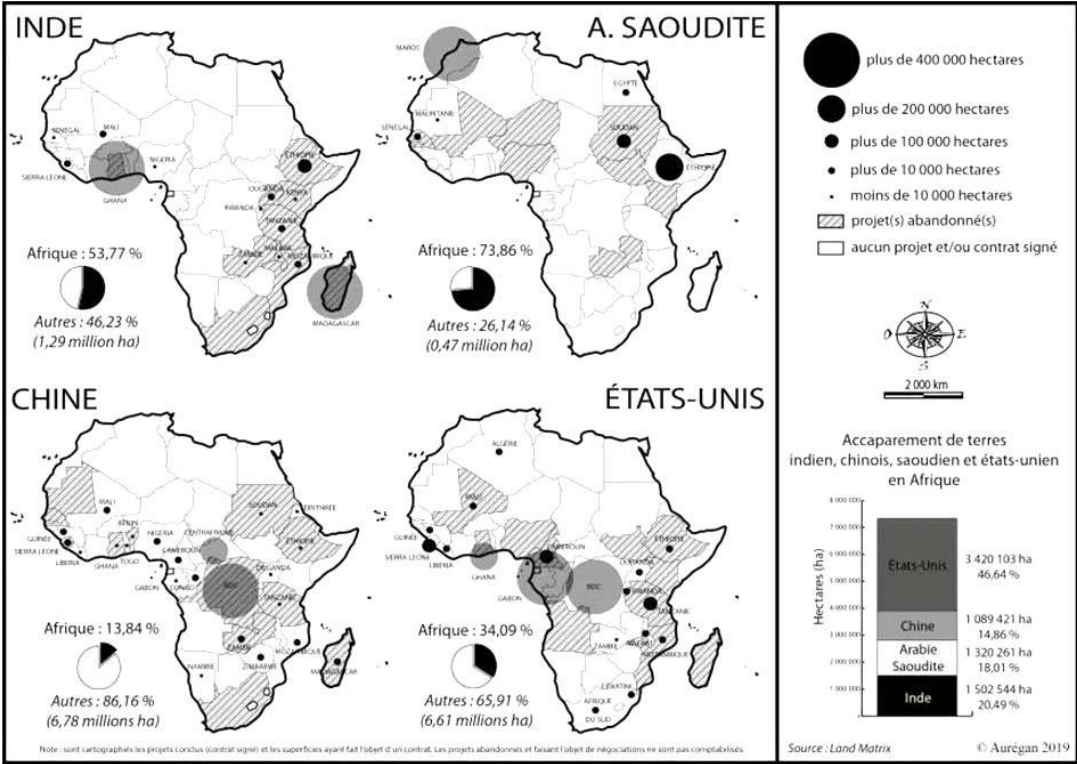 INDE
MAROC
SÉNÉGAL
MALI
SIERRA LEONE
GHANA
NIGERIA
ÉTHIOPIE
OUGANDA
KENYA
RWANDA
TANZANIE
MALAWI
ZAMBIE
MOZAMBIQUE
MADAGASCAR
Afrique : 53,77 %
Autres : 46,23 %
(1,29 million ha)
A. SAOUDITE
ÉGYPTE
MAURITANIE
SÉNÉGAL
SOUDAN
ÉTHIOPIE
Afrique : 73,86 %
Autres : 26,14 %
(0,47 million ha)
CHINE
MALI
BÉNIN
GUINÉE
SIERRA LEONE
LIBERIA
GHANA
TOGO
NIGERIA
CENTRAFRIQUE
CAMEROUN
GABON
CONGO
RDC
SOUDAN
ÉRYTHRÉE
ÉTHIOPIE
OUGANDA
TANZANIE
ZAMBIE
MOZAMBIQUE
NAMIBIE
ZIMBABWE
MADAGASCAR
Afrique : 13,84 %
Autres : 86,16 %
(6,78 millions ha)
ÉTATS-UNIS
ALGÉRIE
MALI
GUINÉE
SIERRA LEONE
LIBERIA
GHANA
CAMEROUN
GABON
RDC
ÉTHIOPIE
OUGANDA
RWANDA
TANZANIE
ZAMBIE
MALAWI
MOZAMBIQUE
AFRIQUE
DU SUD
Afrique : 34,09 %
Autres : 65,91 %
(6,61 millions ha)
Note : sont cartographiés les projets conclus (contrat signé) et les superficies ayant fait l'objet d'un contrat. Les projets abandonnés et faisant l'objet de négociations ne sont pas comptabilisés.
plus de 400 000 hectares
plus de 200 000 hectares
plus de 100 000 hectares
plus de 10 000 hectares
moins de 10 000 hectares
projet(s) abandonné(s)
aucun projet et/ou contrat signé
N
O
E
S
2 000 km
Accaparement de terres
indien, chinois, saoudien et états-unien
en Afrique
Hectares (ha)
8 000 000
7 000 000
6 000 000
5 000 000
4 000 000
3 000 000
2 000 000
1 000 000
États-Unis
3 420 103 ha
46,64 %
Chine
1 089 421 ha
14,86 %
Arabie
Saoudite
1 320 261 ha
18,01 %
Inde
1 502 544 ha
20,49 %
Source : Land Matrix
© Aurégan 2019